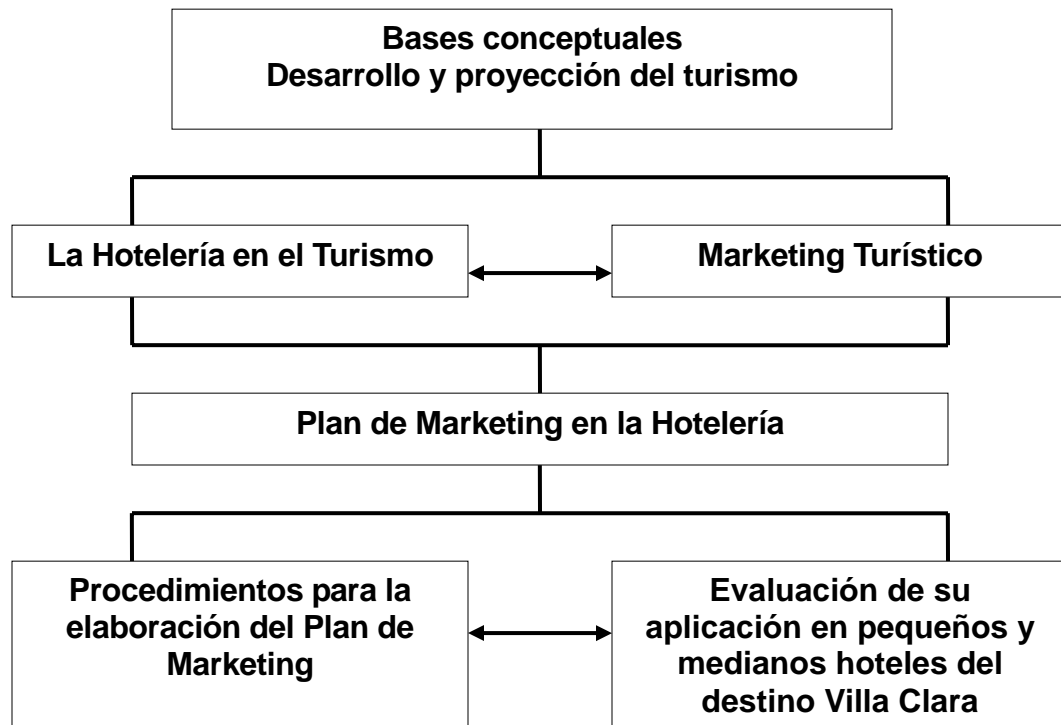 Bases conceptuales
Desarrollo y proyección del turismo
La Hotelería en el Turismo
Marketing Turístico
Plan de Marketing en la Hotelería
Procedimientos para la
elaboración del Plan de
Marketing
Evaluación de su
aplicación en pequeños y
medianos hoteles del
destino Villa Clara